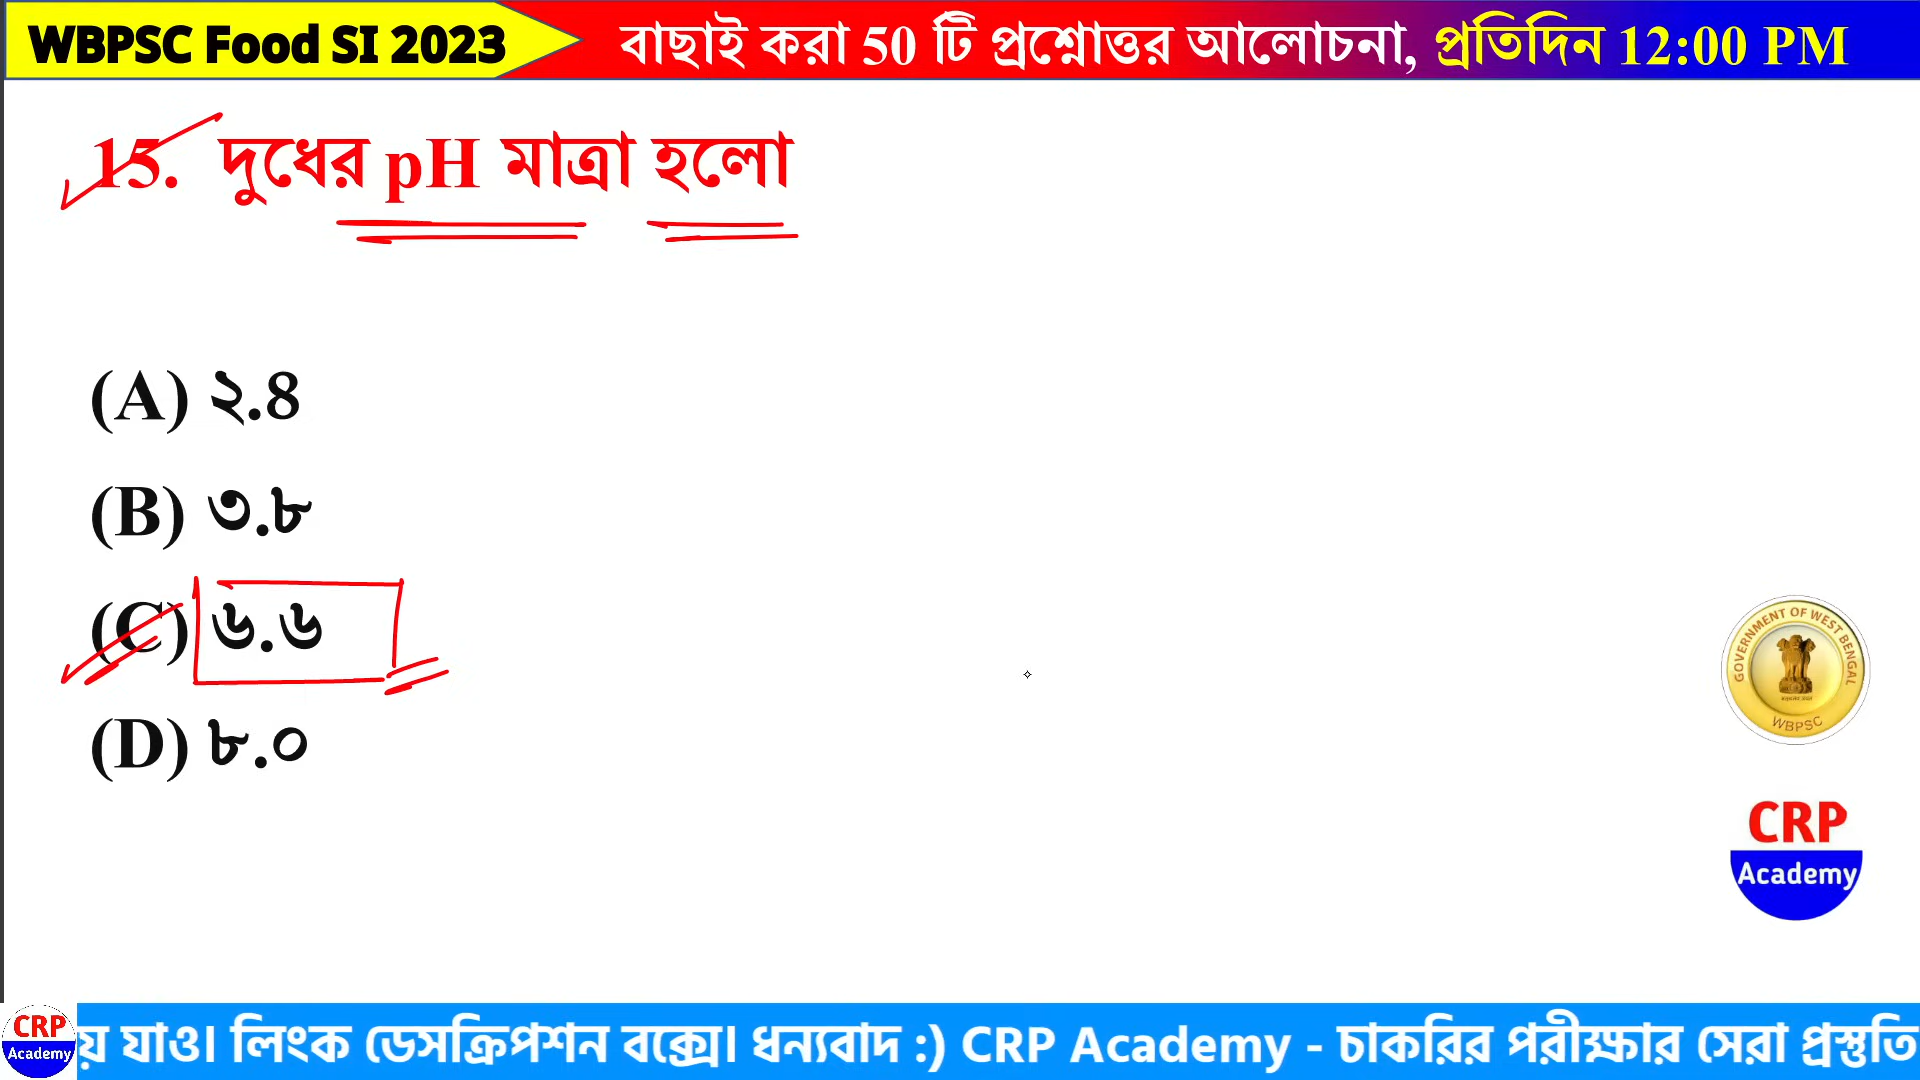 WBPSC Food SI 2023
বাছাই করা 50 টি প্রশ্নোত্তর আলোচনা, প্রতিদিন 12:00 PM
15. দুধের pH মাত্রা হলো
(A) ২.৪
(B) ৩.৮
(C) ৬.৬
(D) ৮.০
GOVERNMENT OF WEST BENGAL
WBPSC
CRP
Academy
CRP
Academy
য় যাও। লিংক ডেসক্রিপশন বক্সে। ধন্যবাদ :) CRP Academy - চাকরির পরীক্ষার সেরা প্রস্তুতি